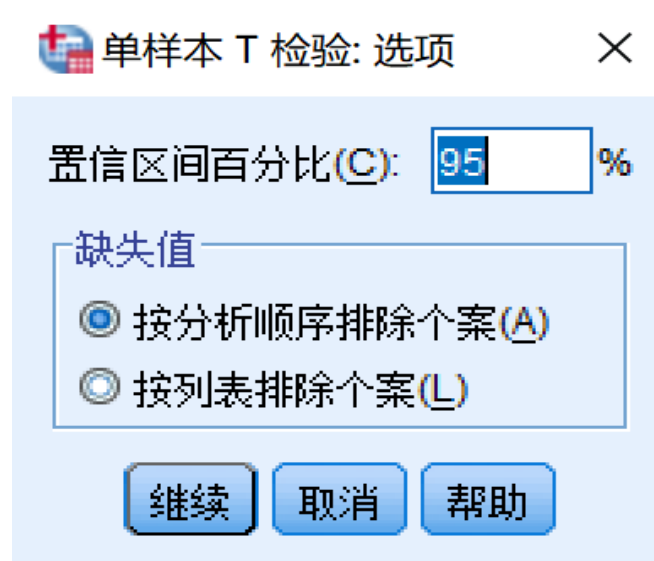 单样本 T 检验: 选项
置信区间百分比(C): 95 %
缺失值
按分析顺序排除个案(A)
按列表排除个案(L)
继续 取消 帮助